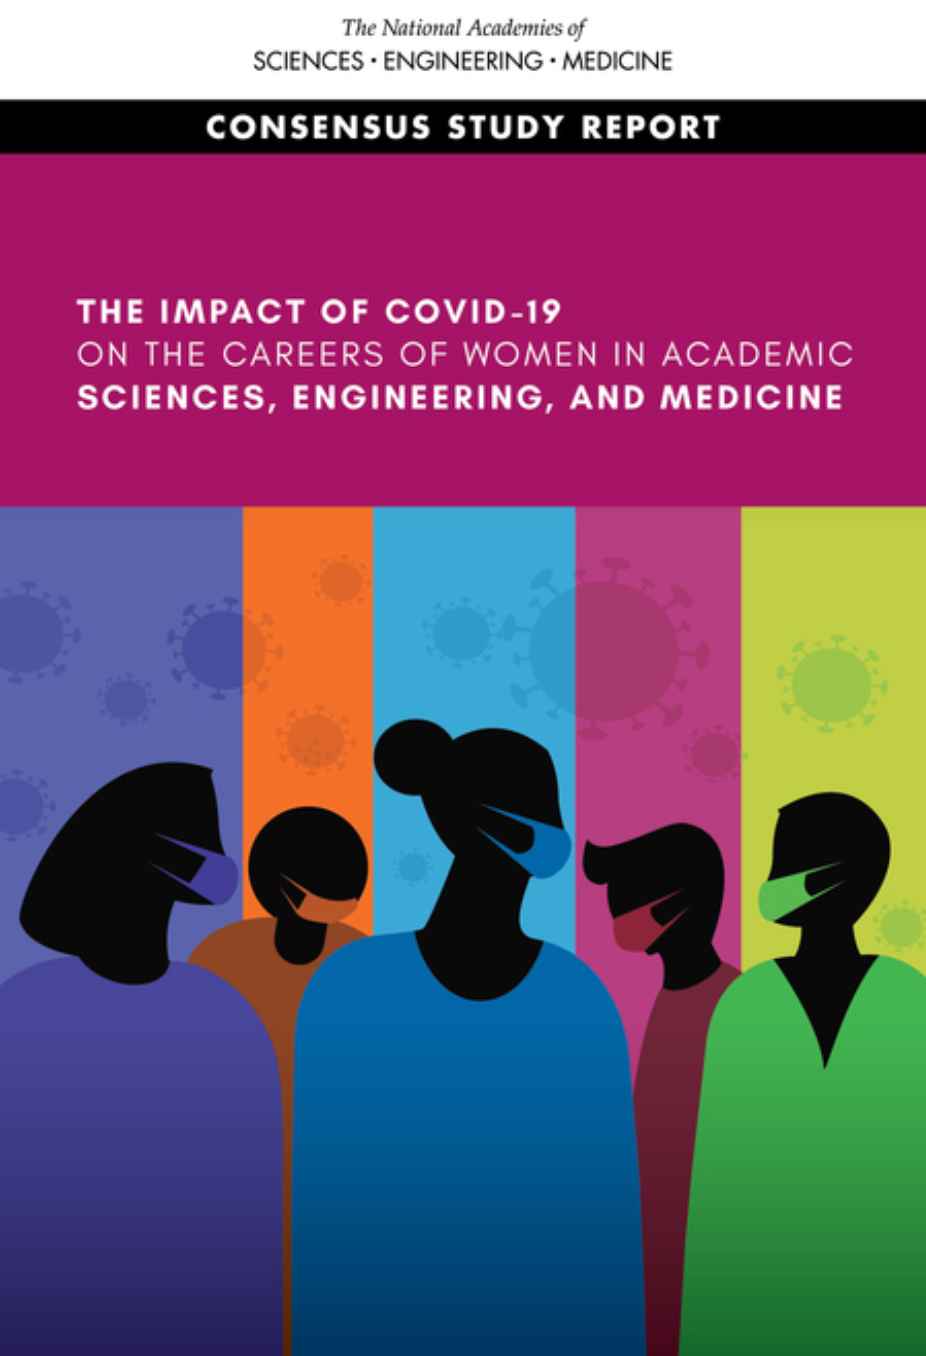 The National Academies of
SCIENCES · ENGINEERING · MEDICINE
CONSENSUS STUDY REPORT
THE IMPACT OF COVID-19
ON THE CAREERS OF WOMEN IN ACADEMIC
SCIENCES, ENGINEERING, AND MEDICINE